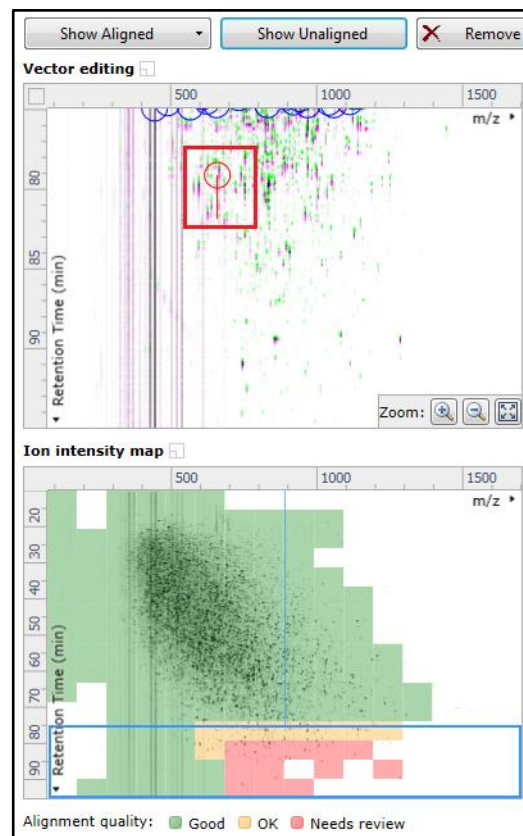 Show Aligned Show Unaligned Remove
Vector editing
500 1000 1500
m/z
80
85
90
Retention Time (min)
Zoom:
Ion intensity map
500 1000 1500
m/z
20
30
40
50
60
70
80
90
Retention Time (min)
Alignment quality: Good OK Needs review